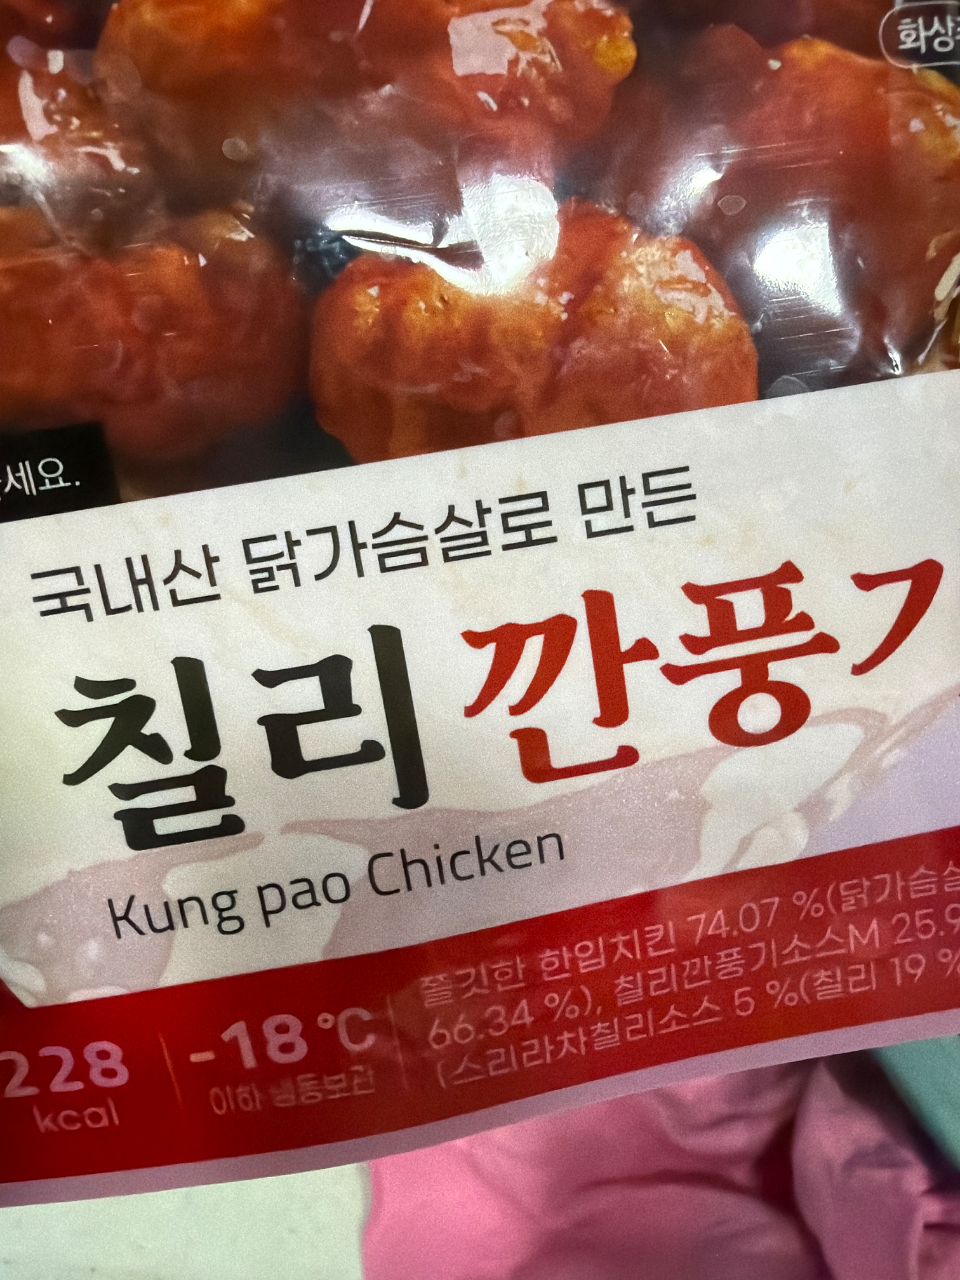 화상
세요.
국내산 닭가슴살로 만든
칠리 깐풍
Kung pao Chicken
228
kcal
-18 ℃
이하 냉동보관
쫄깃한 한입치킨 74.07 %(닭가슴살
66.34 %), 칠리깐풍기소스M 25.9
(스리라차칠리소스 5 %(칠리 19 %